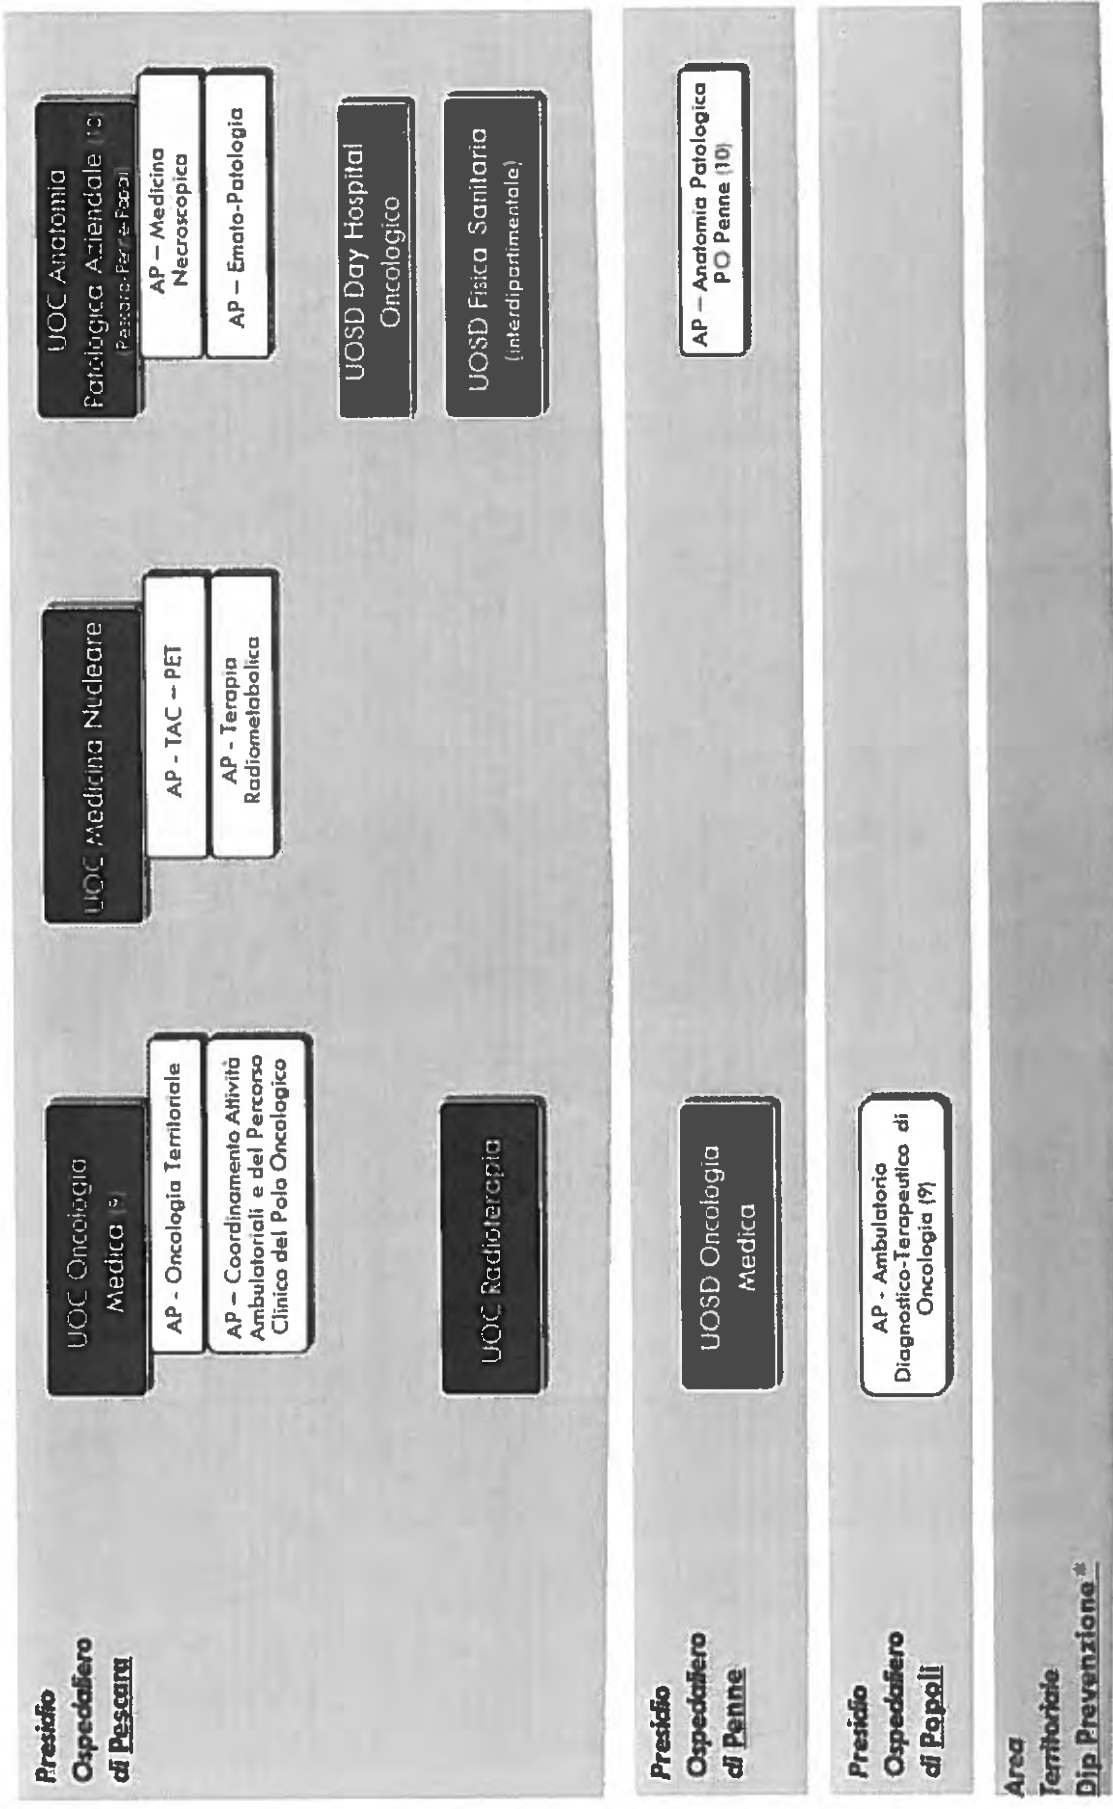 Presidio
Ospedaliero
di Pescara
UOC Oncologia
Medica (9)
AP - Oncologia Territoriale
AP – Coordinamento Attività
Ambulatoriali e del Percorso
Clinico del Polo Oncologico
UOC Radioterapia
UOC Medicina Nucleare
AP - TAC – PET
AP - Terapia
Radiometabolica
UOC Anatomia
Patologica Aziendale (10)
(Pescara-Penne-Popoli)
AP – Medicina
Necroscopica
AP – Emato-Patologia
UOSD Day Hospital
Oncologico
UOSD Fisica Sanitaria
(interdipartimentale)
Presidio
Ospedaliero
di Penne
UOSD Oncologia
Medica
AP – Anatomia Patologica
PO Penne (10)
Presidio
Ospedaliero
di Popoli
AP - Ambulatorio
Diagnostico-Terapeutico di
Oncologia (9)
Area
Territoriale
Dip Prevenzione*